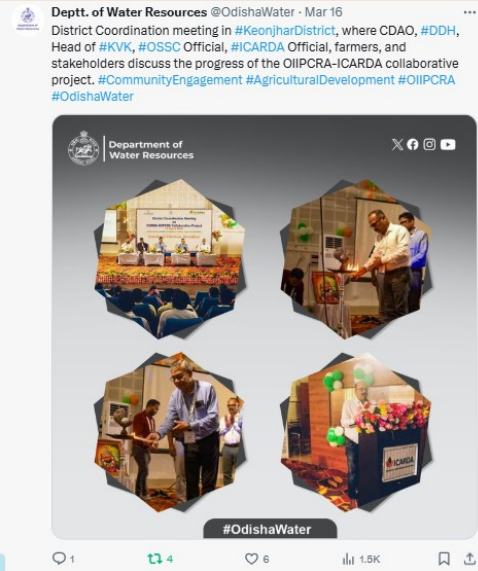 Deptt. of Water Resources @OdishaWater · Mar 16
District Coordination meeting in #KeonjharDistrict, where CDAO, #DDH,
Head of #KVK, #OSSC Official, #ICARDA Official, farmers, and
stakeholders discuss the progress of the OIIPCRA-ICARDA collaborative
project. #CommunityEngagement #AgriculturalDevelopment #OIIPCRA
#OdishaWater
Department of
Water Resources
District Coordination Meeting
ICARDA
#OdishaWater
1 4 6 1.5K